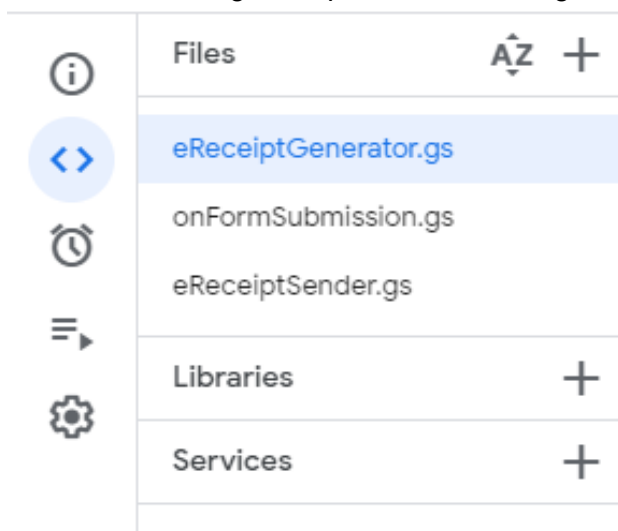 Files
eReceiptGenerator.gs
onFormSubmission.gs
eReceiptSender.gs
Libraries
Services